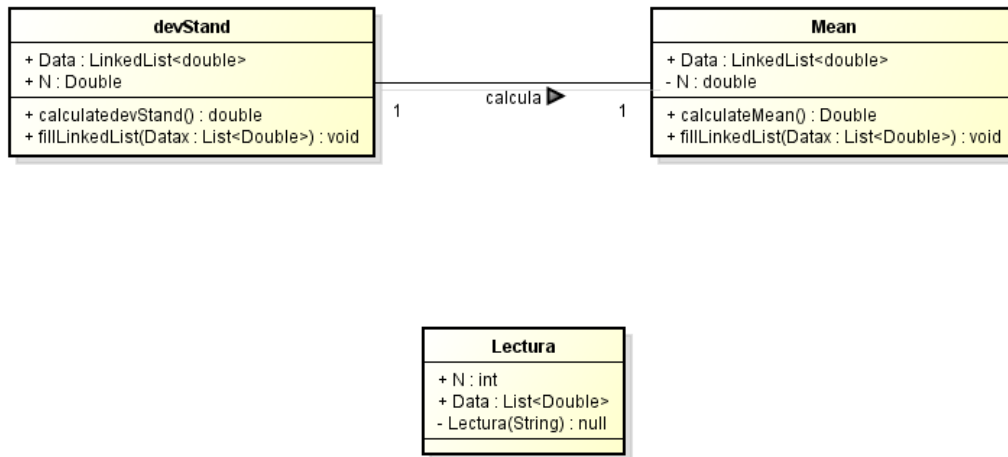 devStand
+ Data : LinkedList<double>
+ N : Double
+ calculatedevStand() : double
+ fillLinkedList(Datax : List<Double>) : void
1
calcula
1
Mean
+ Data : LinkedList<double>
- N : double
+ calculateMean() : Double
+ fillLinkedList(Datax : List<Double>) : void
Lectura
+ N : int
+ Data : List<Double>
- Lectura(String) : null